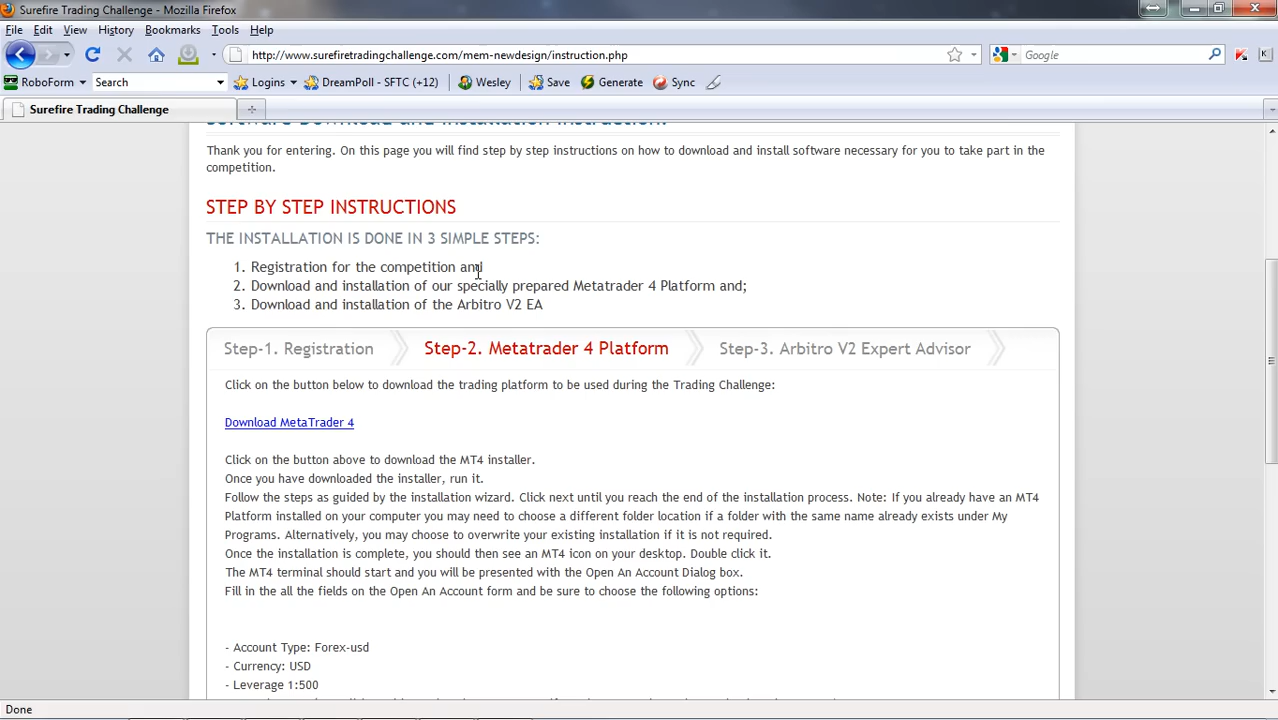 Surefire Trading Challenge - Mozilla Firefox
File Edit View History Bookmarks Tools Help
http://www.surefiretradingchallenge.com/mem-newdesign/instruction.php
Google
RoboForm Search Logins DreamPoll - SFTC (+12) Wesley Save Generate Sync
Surefire Trading Challenge
Software Download and Installation Instruction:
Thank you for entering. On this page you will find step by step instructions on how to download and install software necessary for you to take part in the
competition.
STEP BY STEP INSTRUCTIONS
THE INSTALLATION IS DONE IN 3 SIMPLE STEPS:
1. Registration for the competition and
2. Download and installation of our specially prepared Metatrader 4 Platform and;
3. Download and installation of the Arbitro V2 EA
Step-1. Registration Step-2. Metatrader 4 Platform Step-3. Arbitro V2 Expert Advisor
Click on the button below to download the trading platform to be used during the Trading Challenge:
Download MetaTrader 4
Click on the button above to download the MT4 installer.
Once you have downloaded the installer, run it.
Follow the steps as guided by the installation wizard. Click next until you reach the end of the installation process. Note: If you already have an MT4
Platform installed on your computer you may need to choose a different folder location if a folder with the same name already exists under My
Programs. Alternatively, you may choose to overwrite your existing installation if it is not required.
Once the installation is complete, you should then see an MT4 icon on your desktop. Double click it.
The MT4 terminal should start and you will be presented with the Open An Account Dialog box.
Fill in the all the fields on the Open An Account form and be sure to choose the following options:
- Account Type: Forex-usd
- Currency: USD
- Leverage 1:500
Done